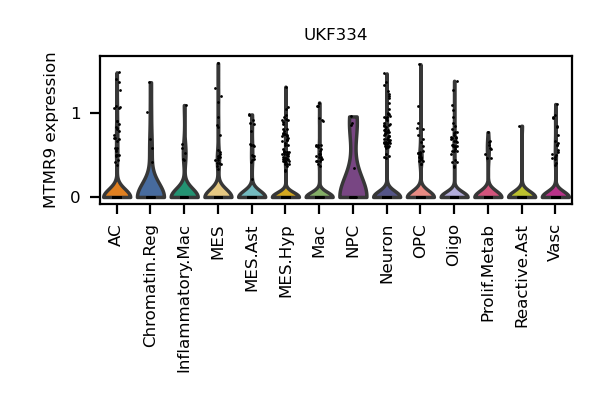 UKF334
MTMR9 expression
1
0
AC
Chromatin.Reg
Inflammatory.Mac
MES
MES.Ast
MES.Hyp
Mac
NPC
Neuron
OPC
Oligo
Prolif.Metab
Reactive.Ast
Vasc